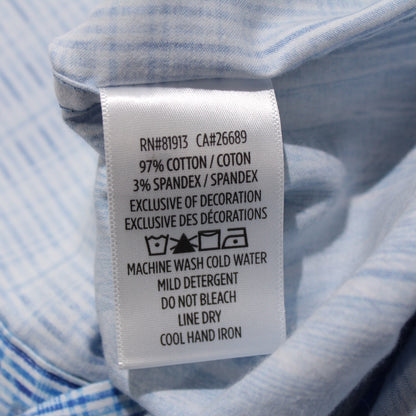 RN#81913 CA#26689
97% COTTON / COTON
3% SPANDEX / SPANDEX
EXCLUSIVE OF DECORATION
EXCLUSIVE DES DÉCORATIONS
MACHINE WASH COLD WATER
MILD DETERGENT
DO NOT BLEACH
LINE DRY
COOL HAND IRON